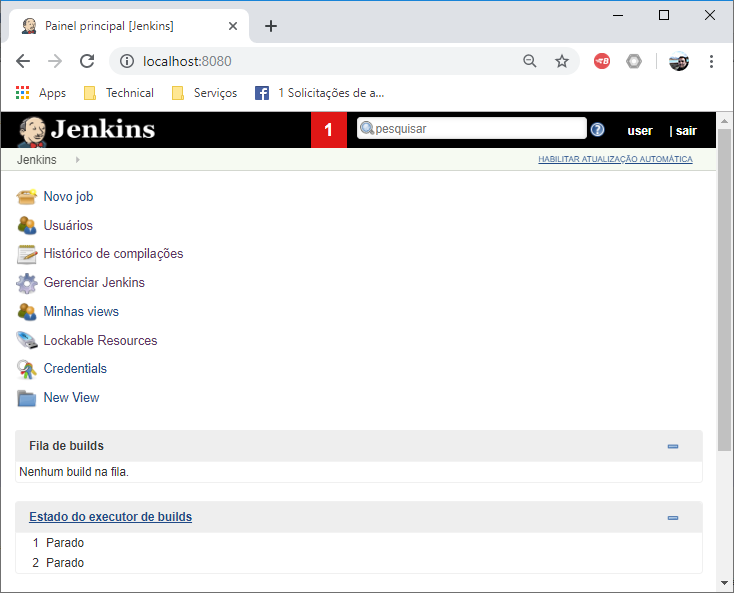 Painel principal [Jenkins]
localhost:8080
Apps Technical Serviços 1 Solicitações de a...
Jenkins 1 pesquisar user | sair
Jenkins HABILITAR ATUALIZAÇÃO AUTOMÁTICA
Novo job
Usuários
Histórico de compilações
Gerenciar Jenkins
Minhas views
Lockable Resources
Credentials
New View
Fila de builds
Nenhum build na fila.
Estado do executor de builds
1 Parado
2 Parado